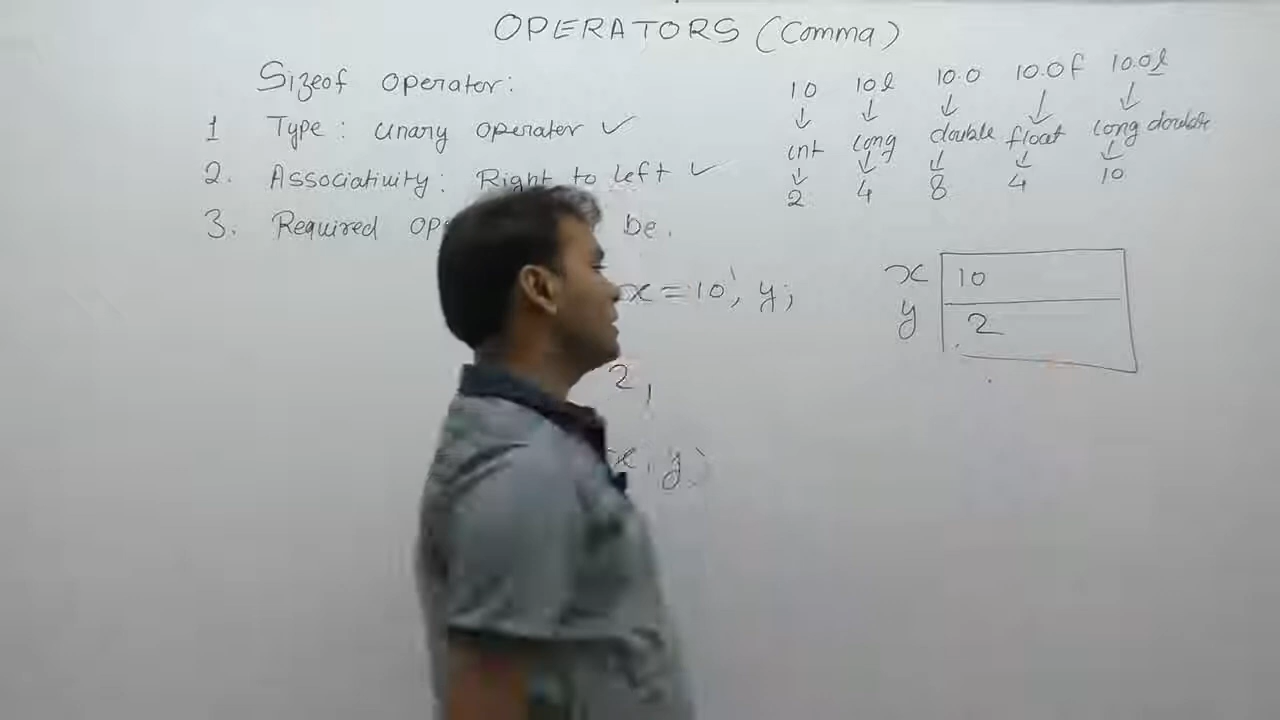 OPERATORS (Comma)
Sizeof operator:
1 Type: unary operator ✓
2. Associativity: Right to left ✓
3. Required be.
x = 10, y;
2,
x, y)
10 10l 10.0 10.0f 10.0l
↓ ↓ ↓ ↓ ↓
int long double float long double
↓ ↓ ↓ ↓ ↓
2 4 8 4 10
x 10
y 2